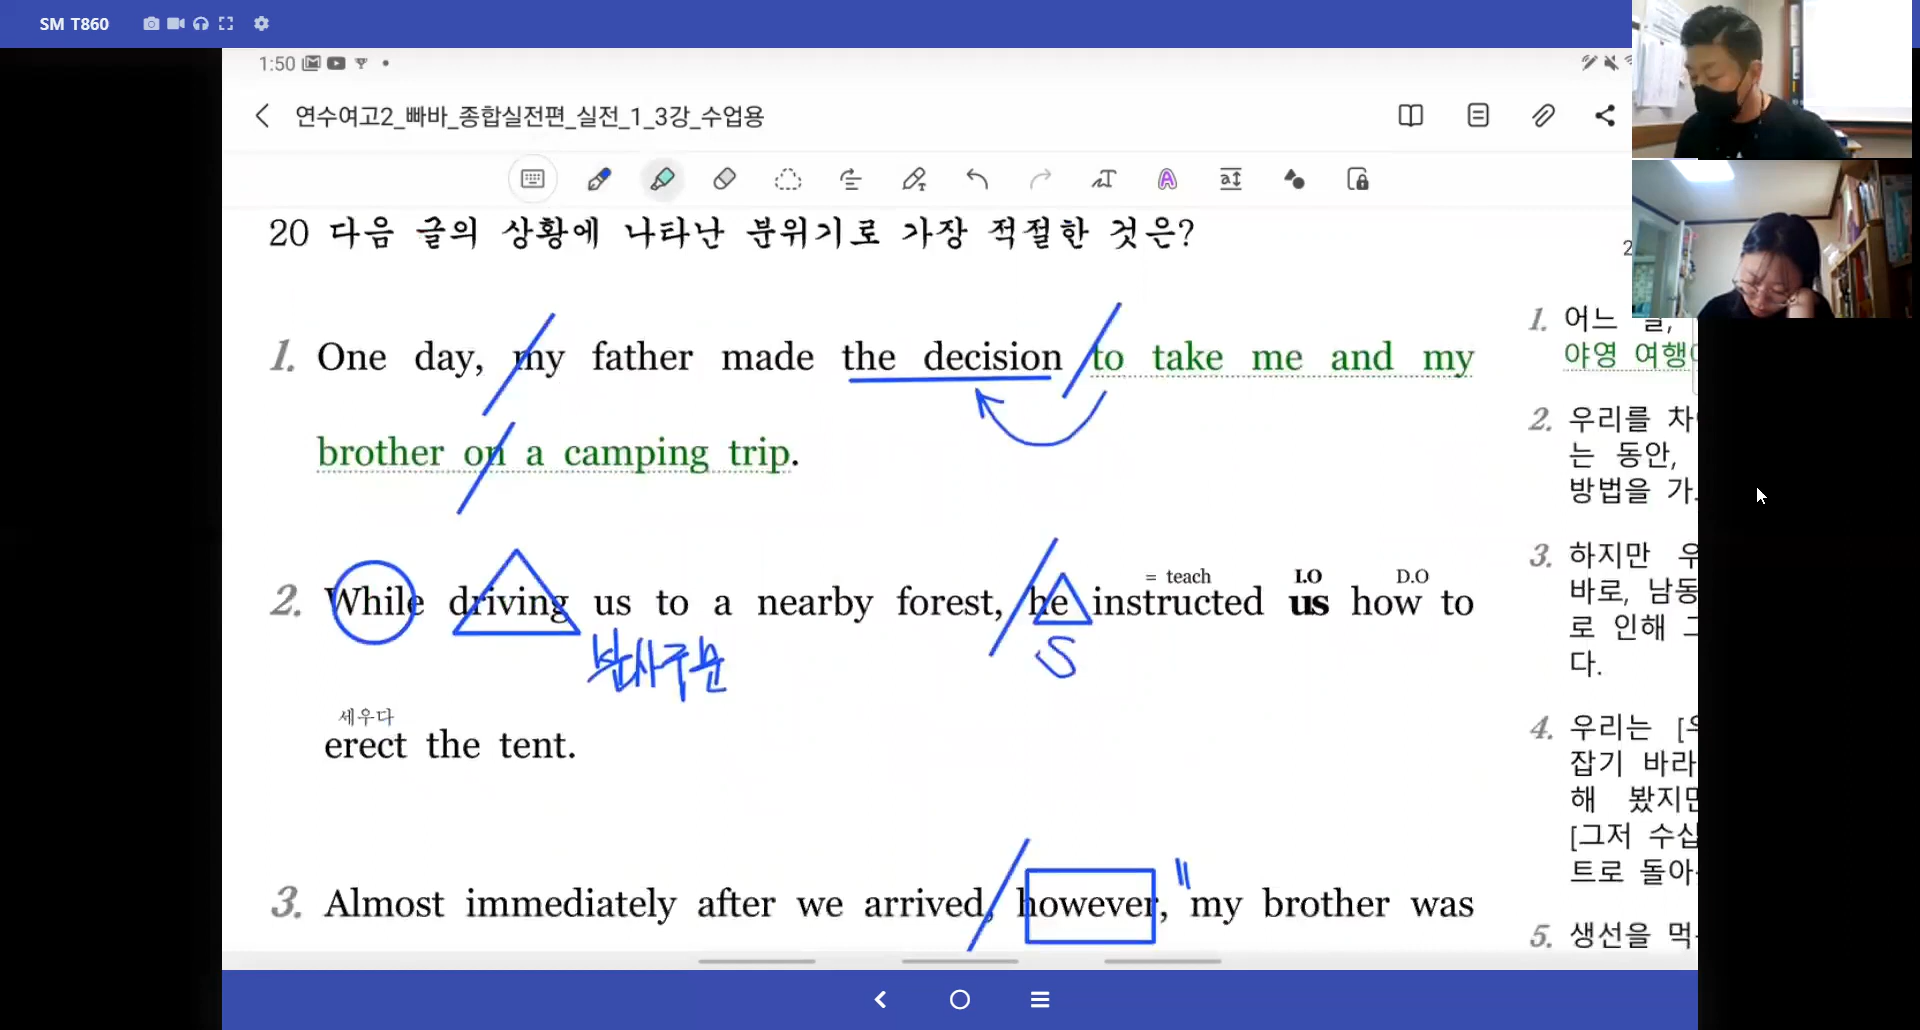 SM T860
1:50
연수여고2_빠바_종합실전편_실전_1_3강_수업용
20 다음 글의 상황에 나타난 분위기로 가장 적절한 것은?
1. One day, my father made the decision to take me and my
brother on a camping trip.
= teach I.O D.O
2. While driving us to a nearby forest, he instructed us how to
분사구문 S
세우다
erect the tent.
3. Almost immediately after we arrived, however, my brother was
2
1. 어느 날,
야영 여행
2. 우리를 차
는 동안,
방법을 가
3. 하지만 우
바로, 남동
로 인해 그
다.
4. 우리는 [우
잡기 바라
해 봤지만
[그저 수십
트로 돌아
5. 생선을 먹